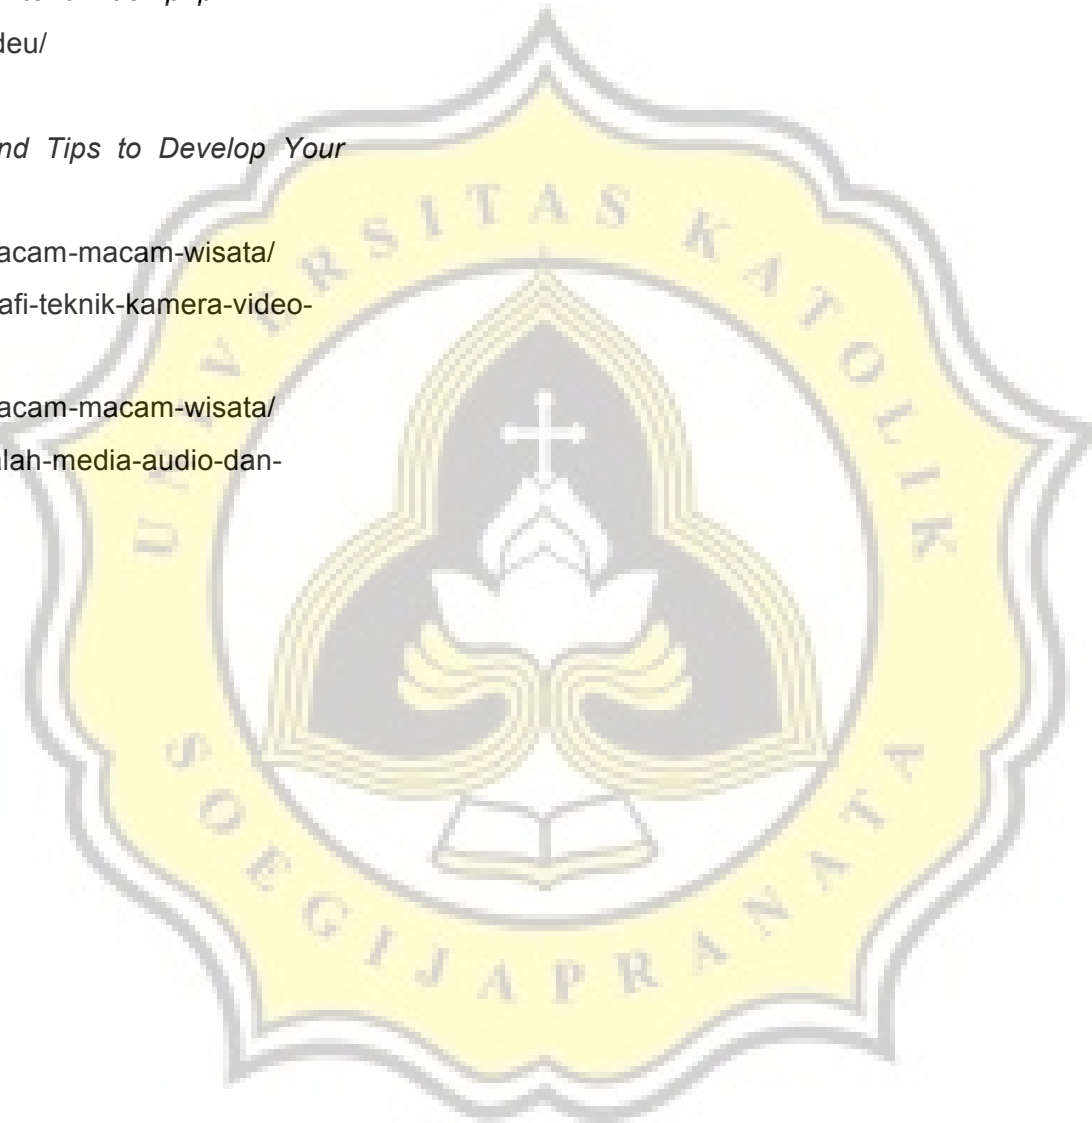 deu/
nd Tips to Develop Your
acam-macam-wisata/
afi-teknik-kamera-video-
acam-macam-wisata/
alah-media-audio-dan-
UNIVERSITAS KATOLIK
SOEGIJAPRANATA